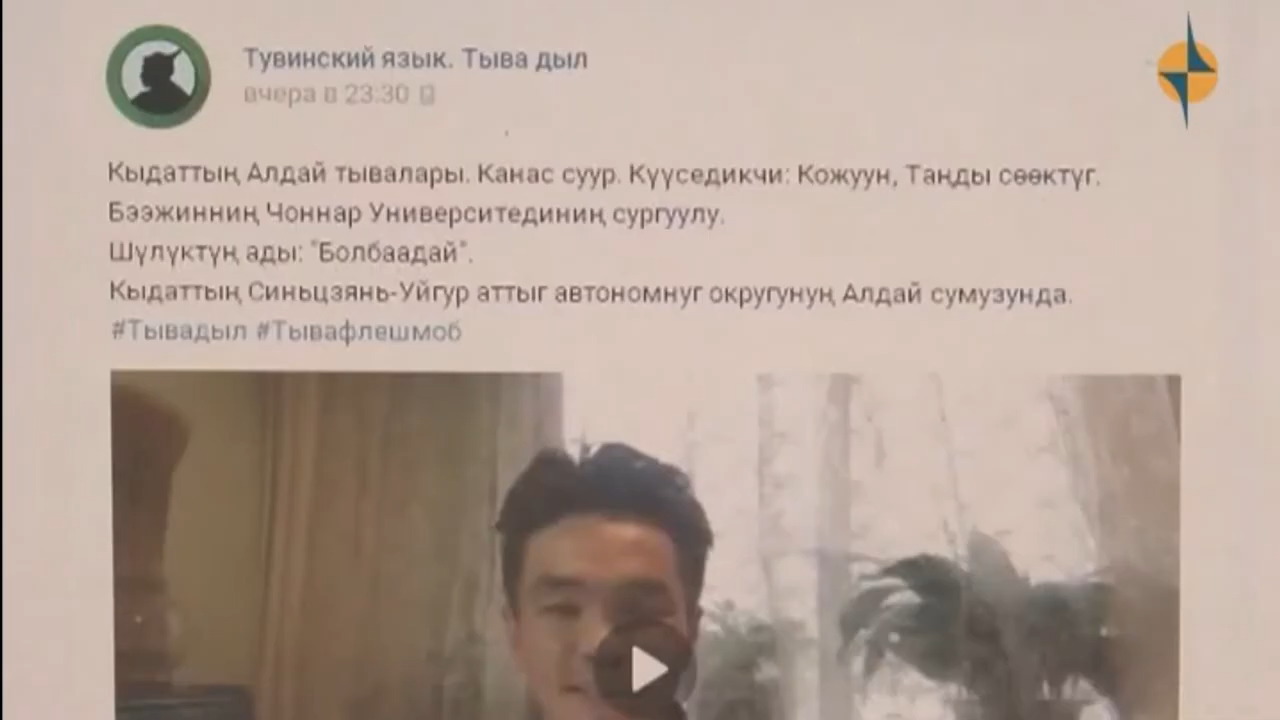 Тувинский язык. Тыва дыл
вчера в 23:30
Кыдаттың Алдай тывалары. Канас суур. Күүседикчи: Кожуун, Таңды сөөктүг.
Бээжинниң Чоннар Университединиң сургуулу.
Шүлүктүң ады: "Болбаадай".
Кыдаттың Синьцзянь-Уйгур аттыг автономнуг округунуң Алдай сумузунда.
#Тывадыл #Тывафлешмоб